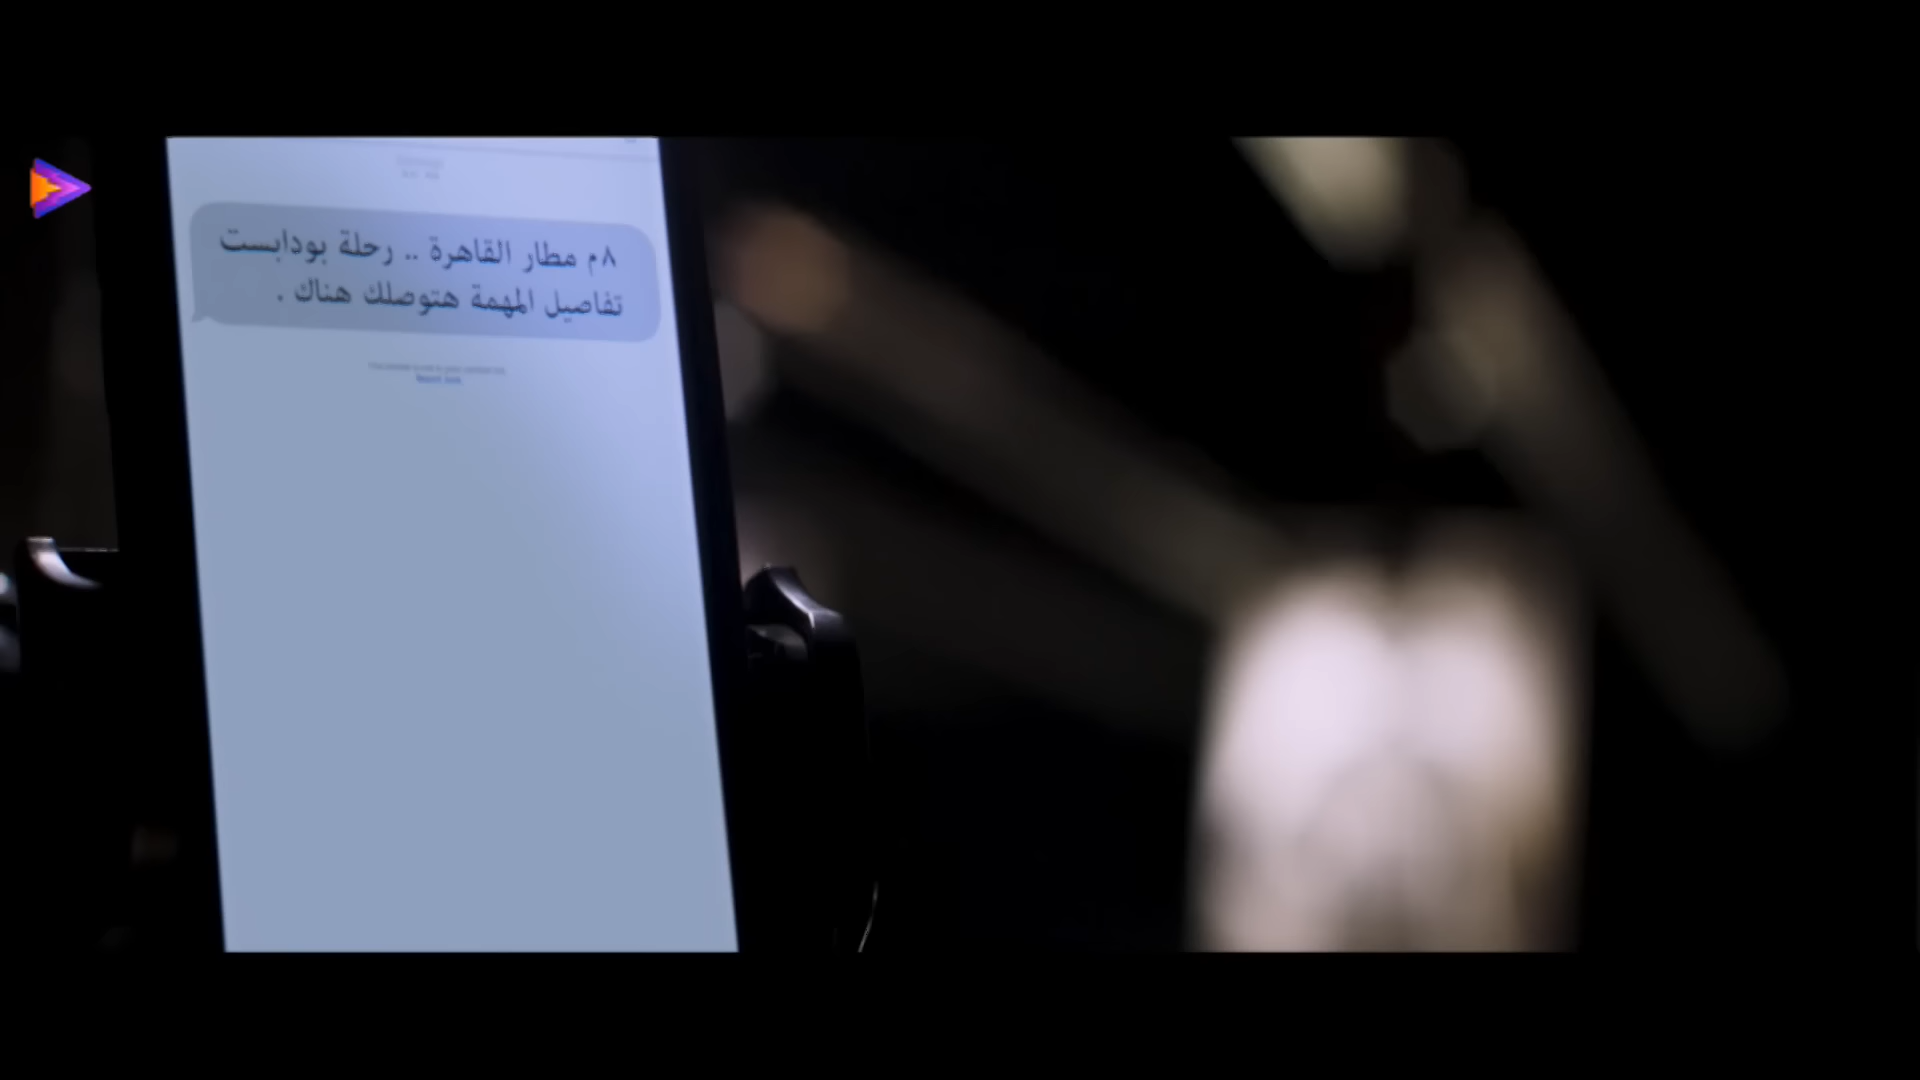 ٨م مطار القاهرة .. رحلة بودابست
تفاصيل المهمة هتوصلك هناك .